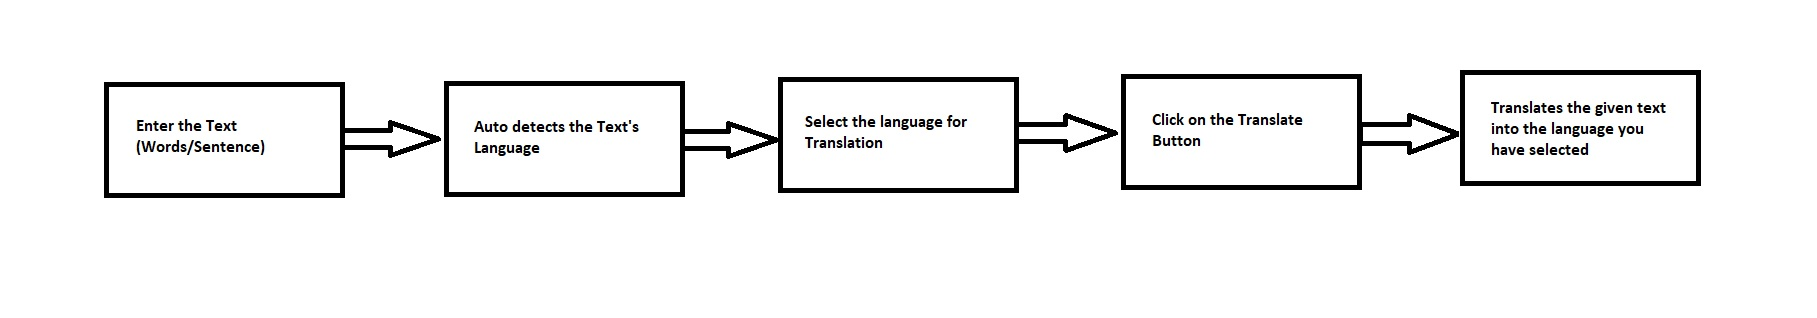 Enter the Text
(Words/Sentence)
Auto detects the Text's
Language
Select the language for
Translation
Click on the Translate
Button
Translates the given text
into the language you
have selected